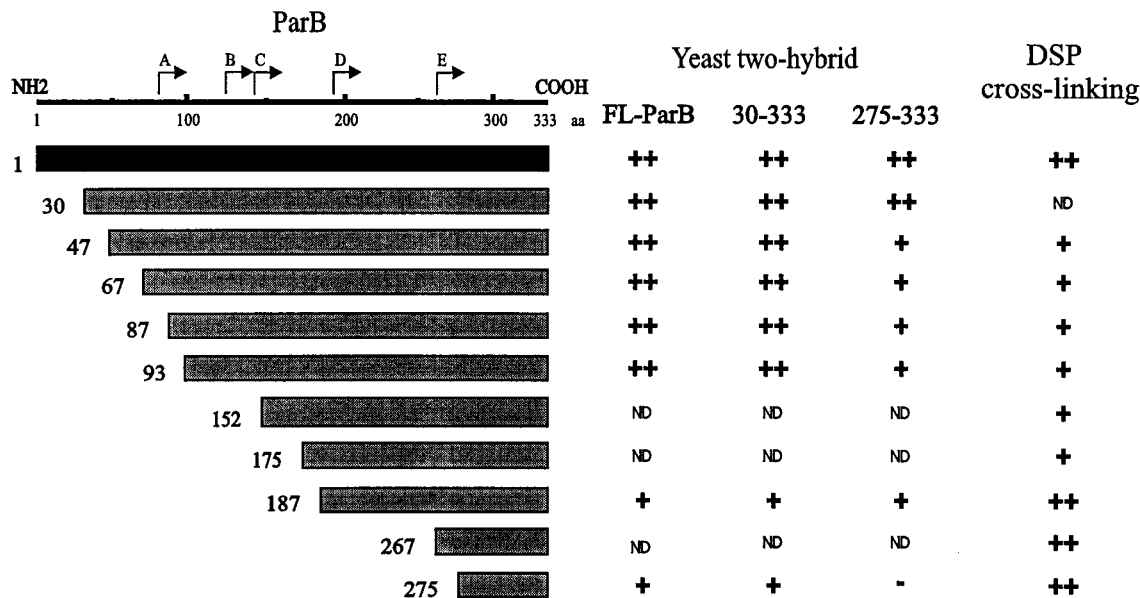 ParB
Yeast two-hybrid
DSP
cross-linking
A B C D E
NH2 COOH
1 100 200 300 333 aa
FL-ParB 30-333 275-333
1 ++ ++ ++ ++
30 ++ ++ ++ ND
47 ++ ++ + +
67 ++ ++ + +
87 ++ ++ + +
93 ++ ++ + +
152 ND ND ND +
175 ND ND ND +
187 + + + ++
267 ND ND ND ++
275 + + - ++